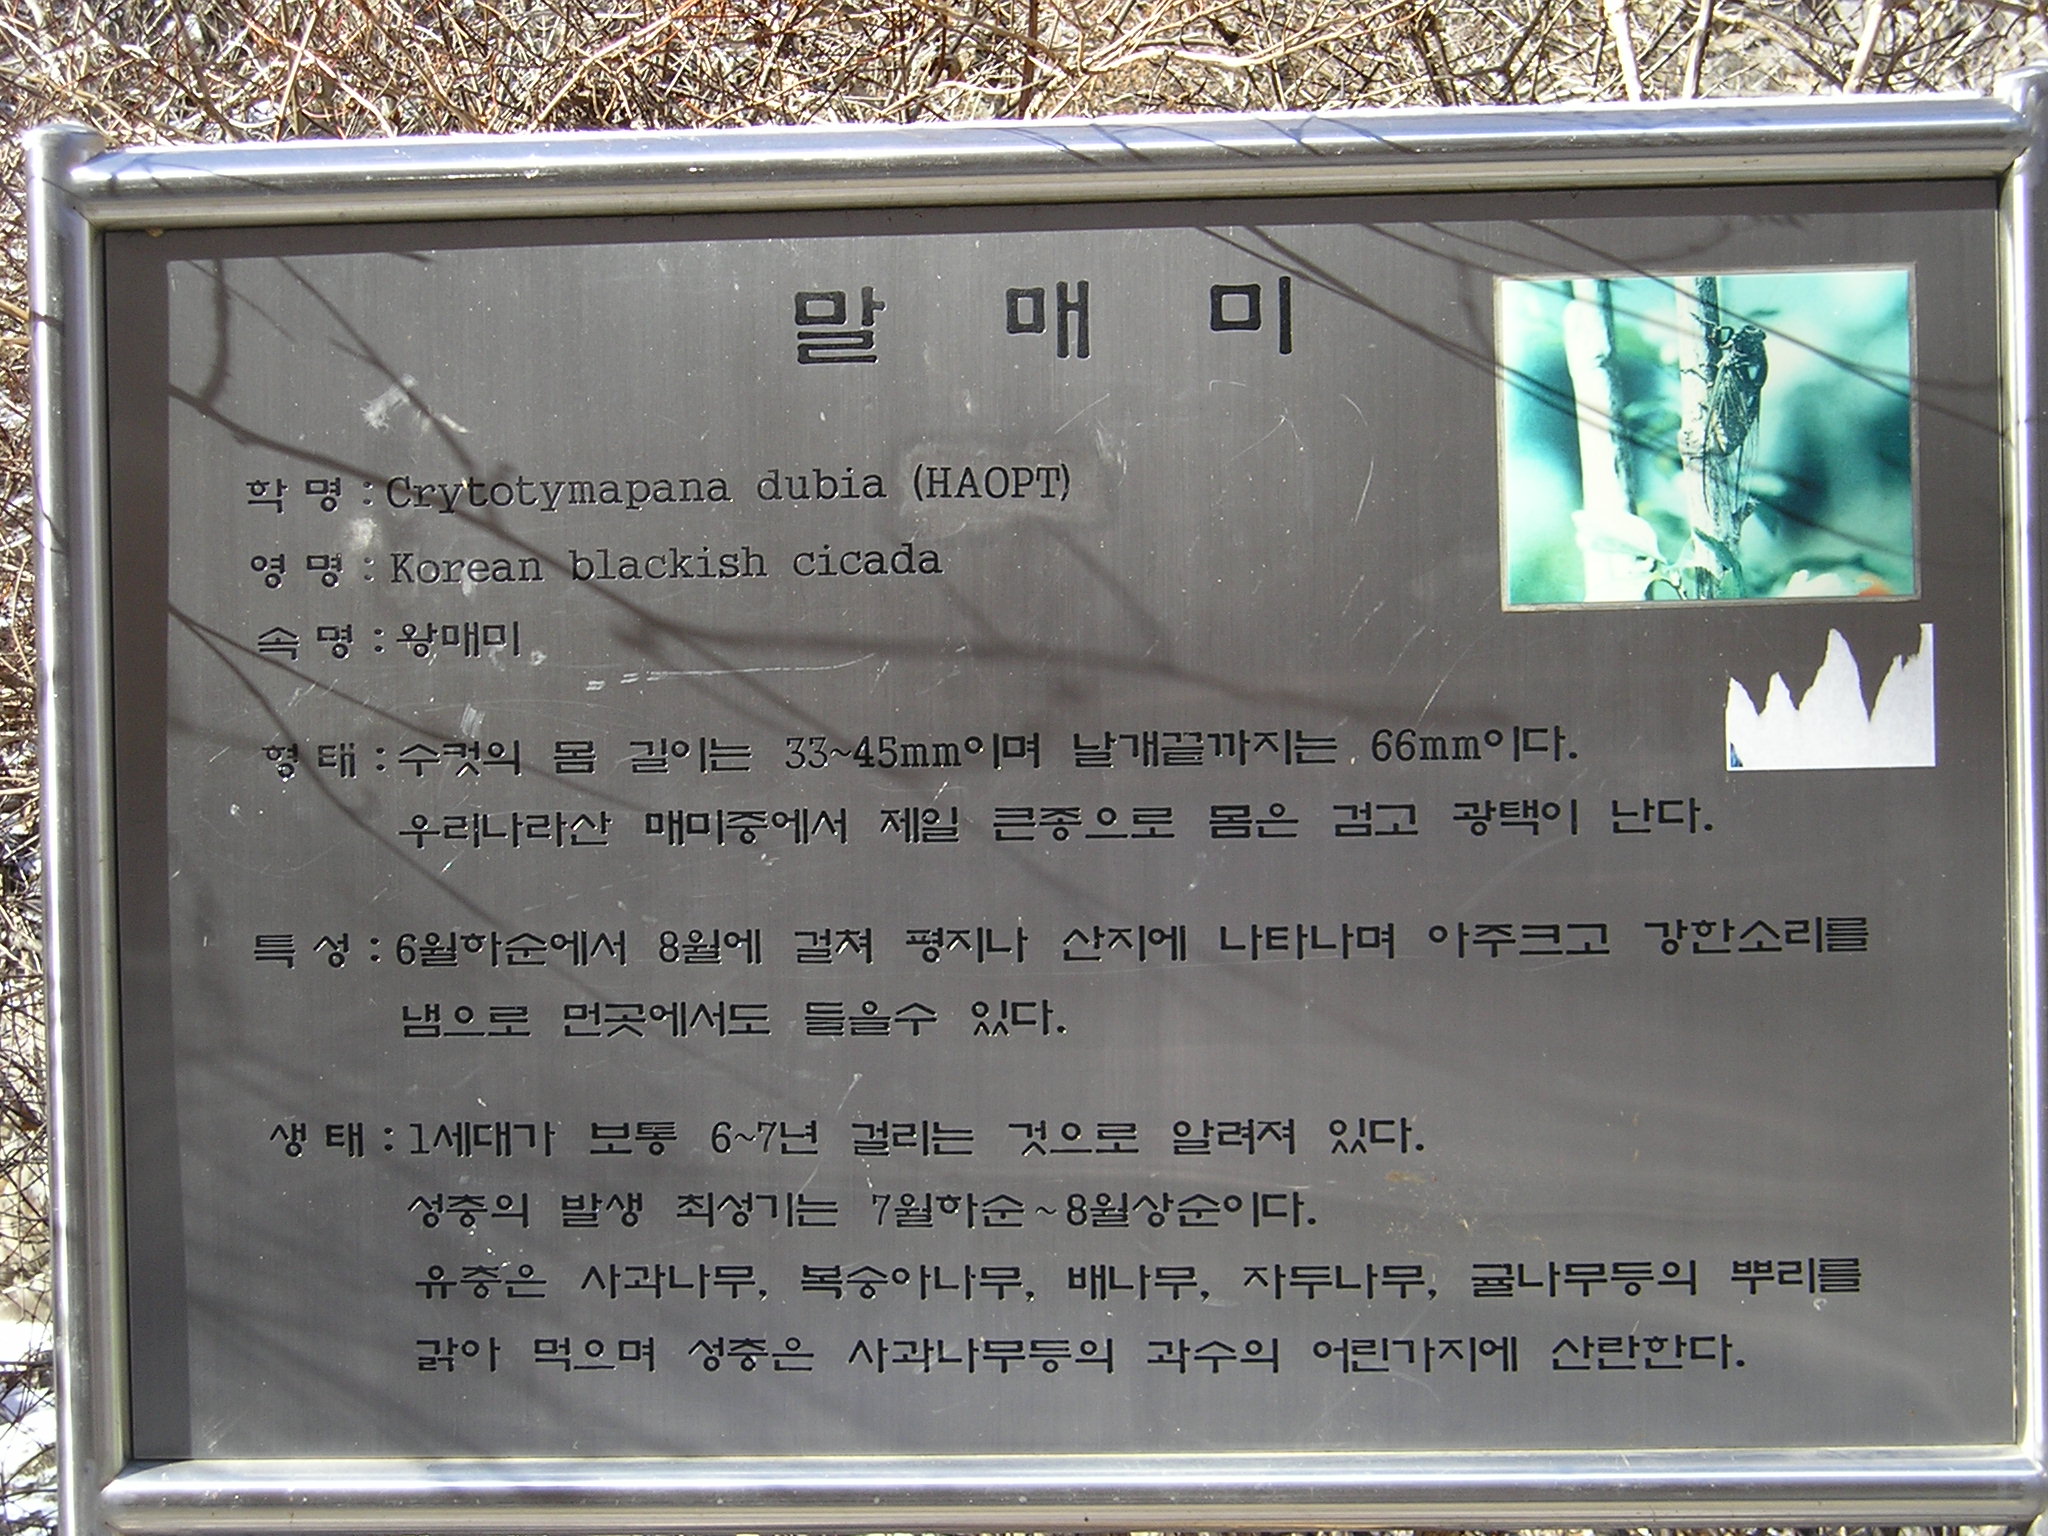 말 매 미
학 명 : Crytotymapana dubia (HAOPT)
영 명 : Korean blackish cicada
속 명 : 왕매미
형 태 : 수컷의 몸 길이는 33~45mm이며 날개끝까지는 66mm이다.
우리나라산 매미중에서 제일 큰종으로 몸은 검고 광택이 난다.
특 성 : 6월하순에서 8월에 걸쳐 평지나 산지에 나타나며 아주크고 강한소리를
냄으로 먼곳에서도 들을수 있다.
생 태 : 1세대가 보통 6~7년 걸리는 것으로 알려져 있다.
성충의 발생 최성기는 7월하순~8월상순이다.
유충은 사과나무, 복숭아나무, 배나무, 자두나무, 귤나무등의 뿌리를
갉아 먹으며 성충은 사과나무등의 과수의 어린가지에 산란한다.